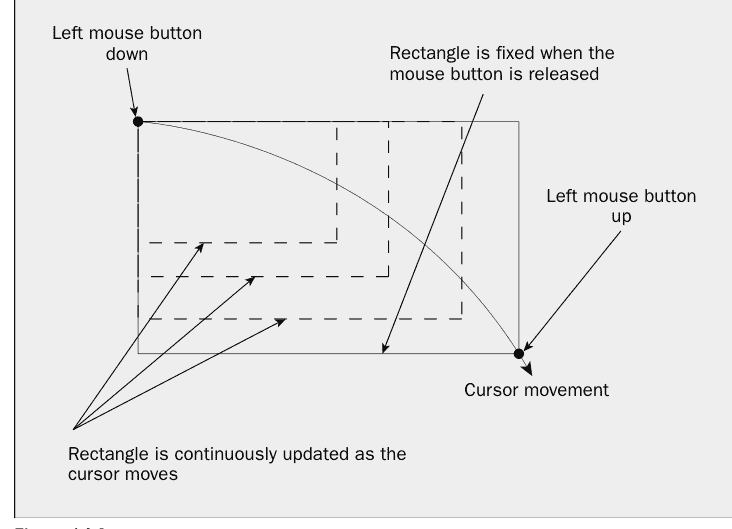 Left mouse button
down
Rectangle is fixed when the
mouse button is released
Left mouse button
up
Cursor movement
Rectangle is continuously updated as the
cursor moves